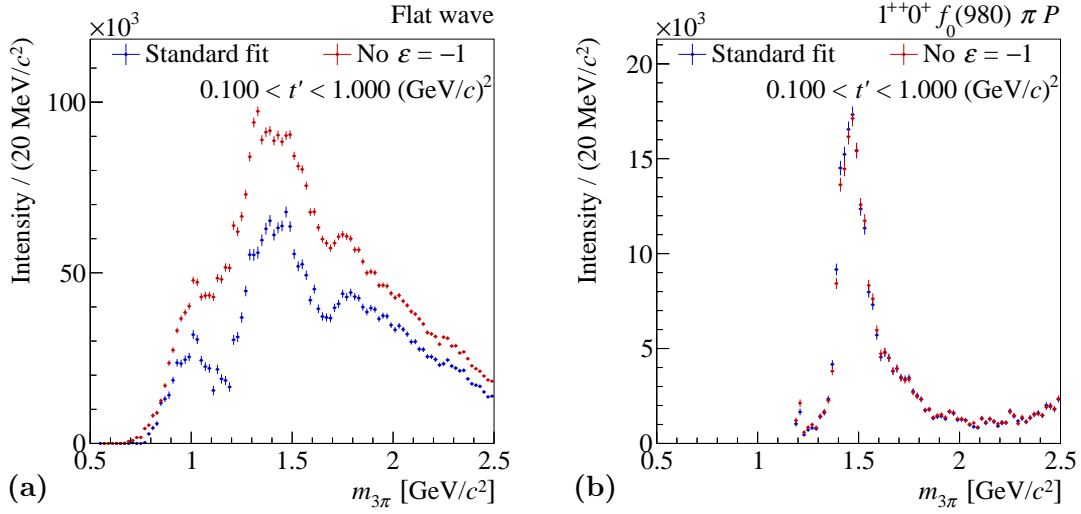 Flat wave
×10³
Standard fit
No ε = −1
0.100 < t′ < 1.000 (GeV/c)²
Intensity / (20 MeV/c²)
100
50
0
0.5 1 1.5 2 2.5
m₃π [GeV/c²]
(a)
1⁺⁺0⁺ f₀(980) π P
×10³
Standard fit
No ε = −1
0.100 < t′ < 1.000 (GeV/c)²
Intensity / (20 MeV/c²)
20
15
10
5
0
0.5 1 1.5 2 2.5
m₃π [GeV/c²]
(b)